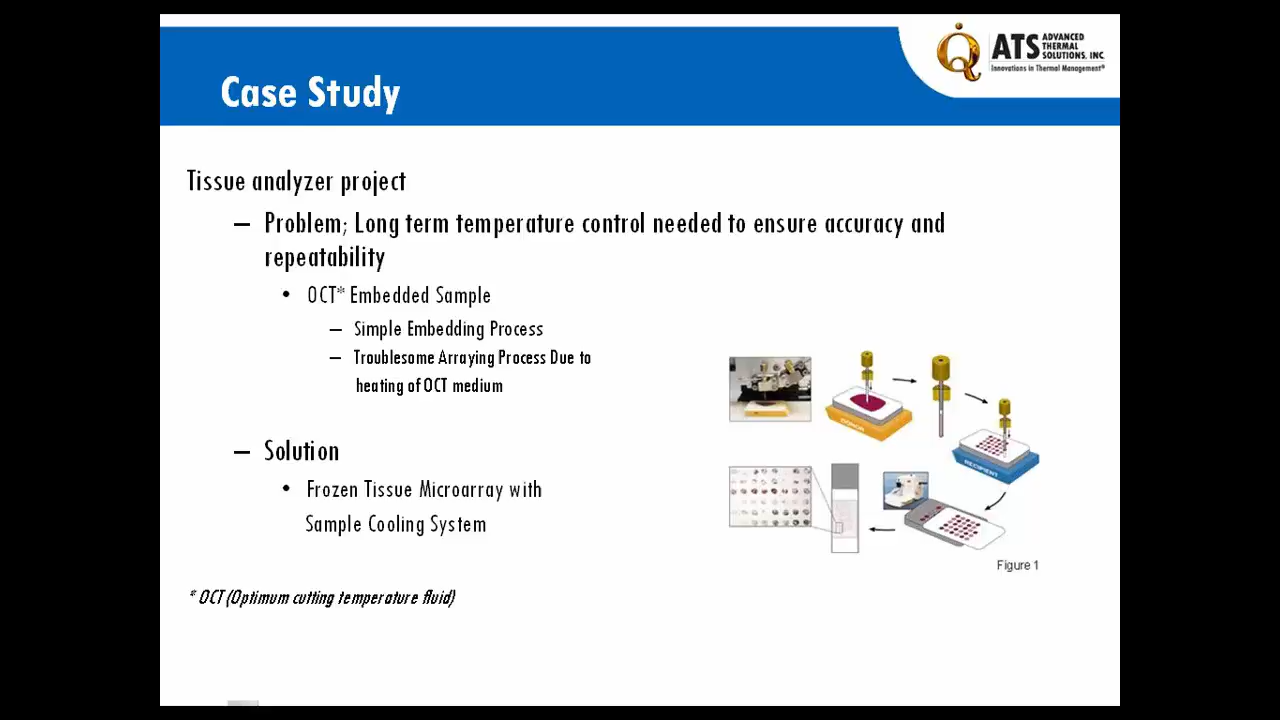 ATS ADVANCED
THERMAL
SOLUTIONS, INC.
Innovations in Thermal Management®
Case Study
Tissue analyzer project
– Problem; Long term temperature control needed to ensure accuracy and
repeatability
• OCT* Embedded Sample
– Simple Embedding Process
– Troublesome Arraying Process Due to
heating of OCT medium
– Solution
• Frozen Tissue Microarray with
Sample Cooling System
DONOR
RECIPIENT
Figure 1
* OCT (Optimum cutting temperature fluid)